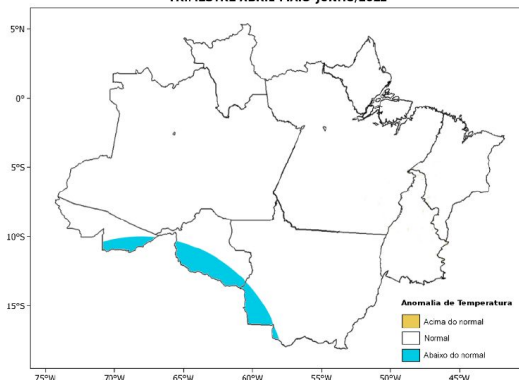 TRIMESTRE ABRIL-MAIO-JUNHO/2022
5°N
0°
5°S
10°S
15°S
75°W
70°W
65°W
60°W
55°W
50°W
45°W
Anomalia de Temperatura
Acima do normal
Normal
Abaixo do normal